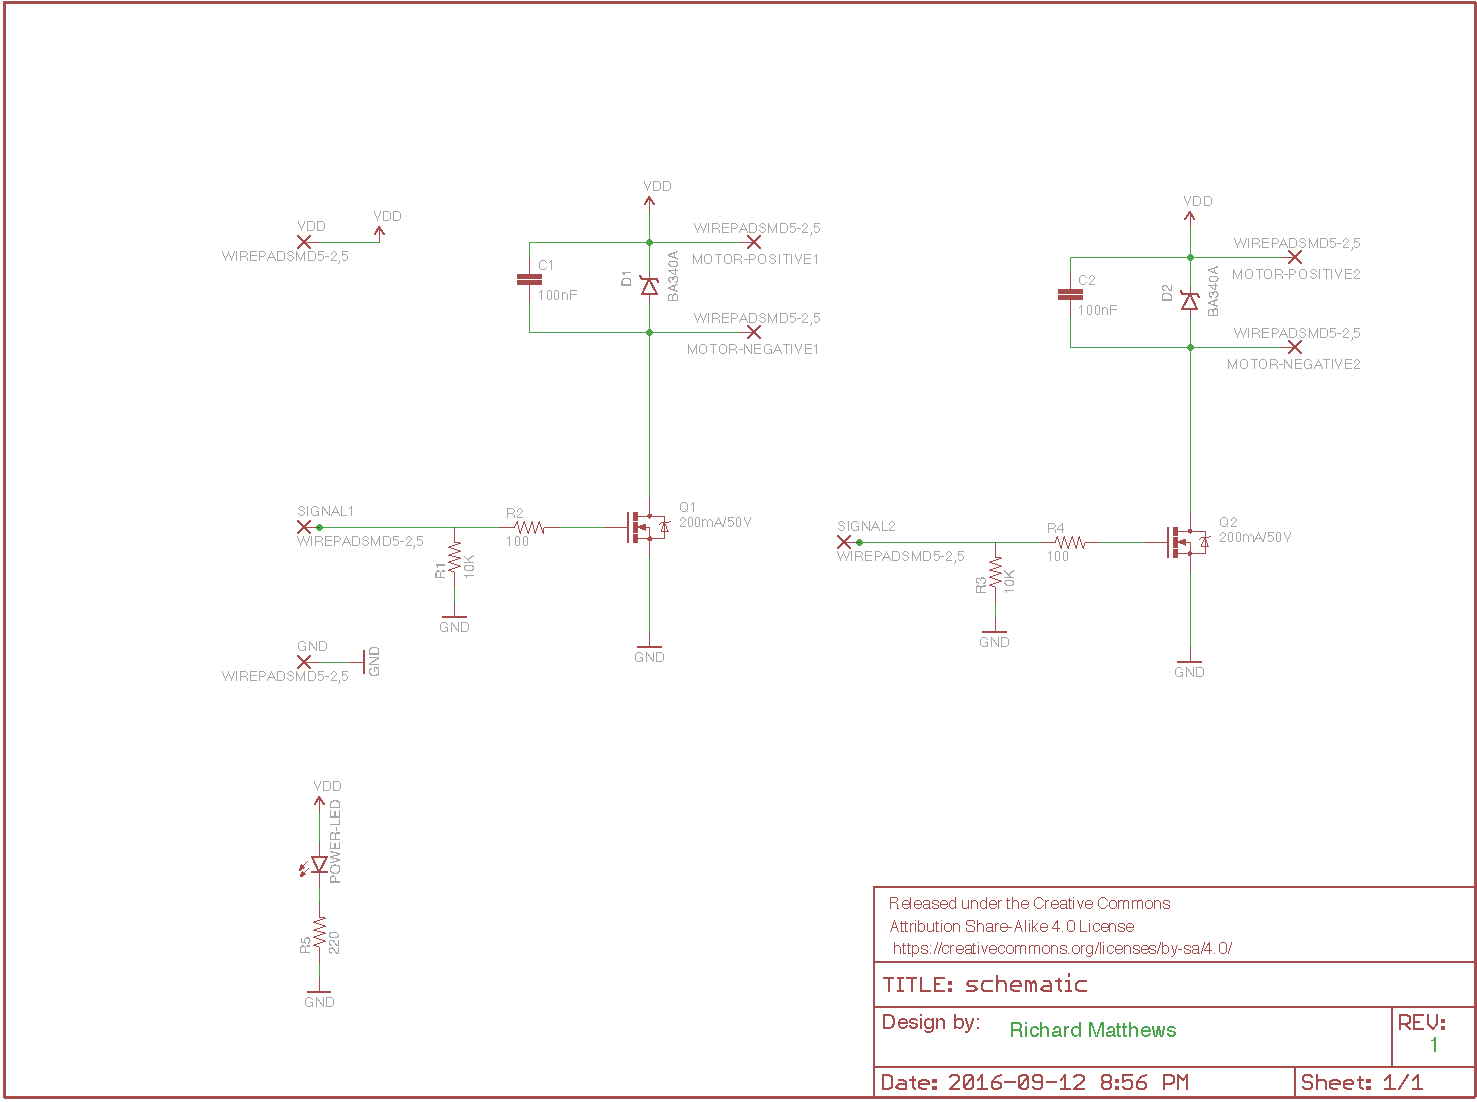 VDD
VDD
WIREPADSMD5-2,5
VDD
WIREPADSMD5-2,5
MOTOR-POSITIVE1
C1
100nF
D1
BA340A
WIREPADSMD5-2,5
MOTOR-NEGATIVE1
VDD
WIREPADSMD5-2,5
MOTOR-POSITIVE2
C2
100nF
D2
BA340A
WIREPADSMD5-2,5
MOTOR-NEGATIVE2
SIGNAL1
WIREPADSMD5-2,5
R2
100
Q1
200mA/50V
R1
10K
GND
GND
SIGNAL2
WIREPADSMD5-2,5
R4
100
Q2
200mA/50V
R3
10K
GND
GND
GND
WIREPADSMD5-2,5
GND
VDD
POWER-LED
R5
220
GND
Released under the Creative Commons
Attribution Share-Alike 4.0 License
https://creativecommons.org/licenses/by-sa/4.0/
TITLE: schematic
Design by: Richard Matthews
REV:
1
Date: 2016-09-12 8:56 PM
Sheet: 1/1